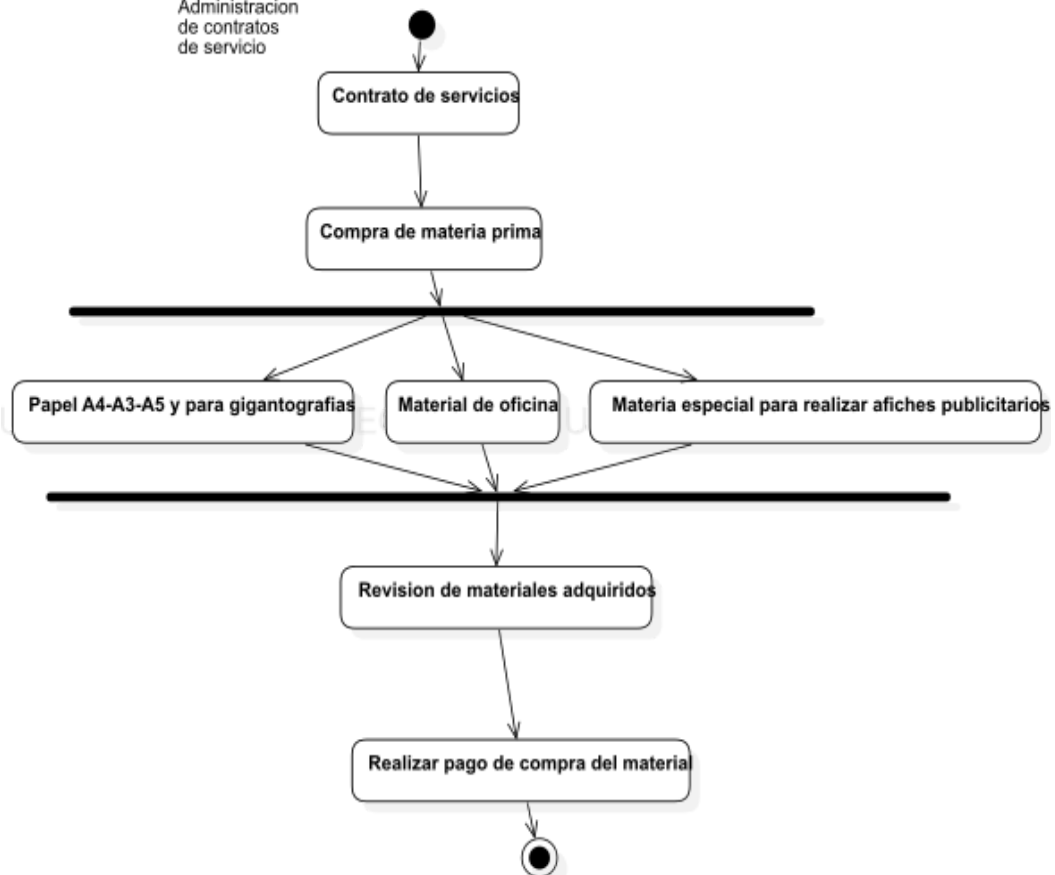 Administracion
de contratos
de servicio
Contrato de servicios
Compra de materia prima
Papel A4-A3-A5 y para gigantografias
Material de oficina
Materia especial para realizar afiches publicitarios
Revision de materiales adquiridos
Realizar pago de compra del material